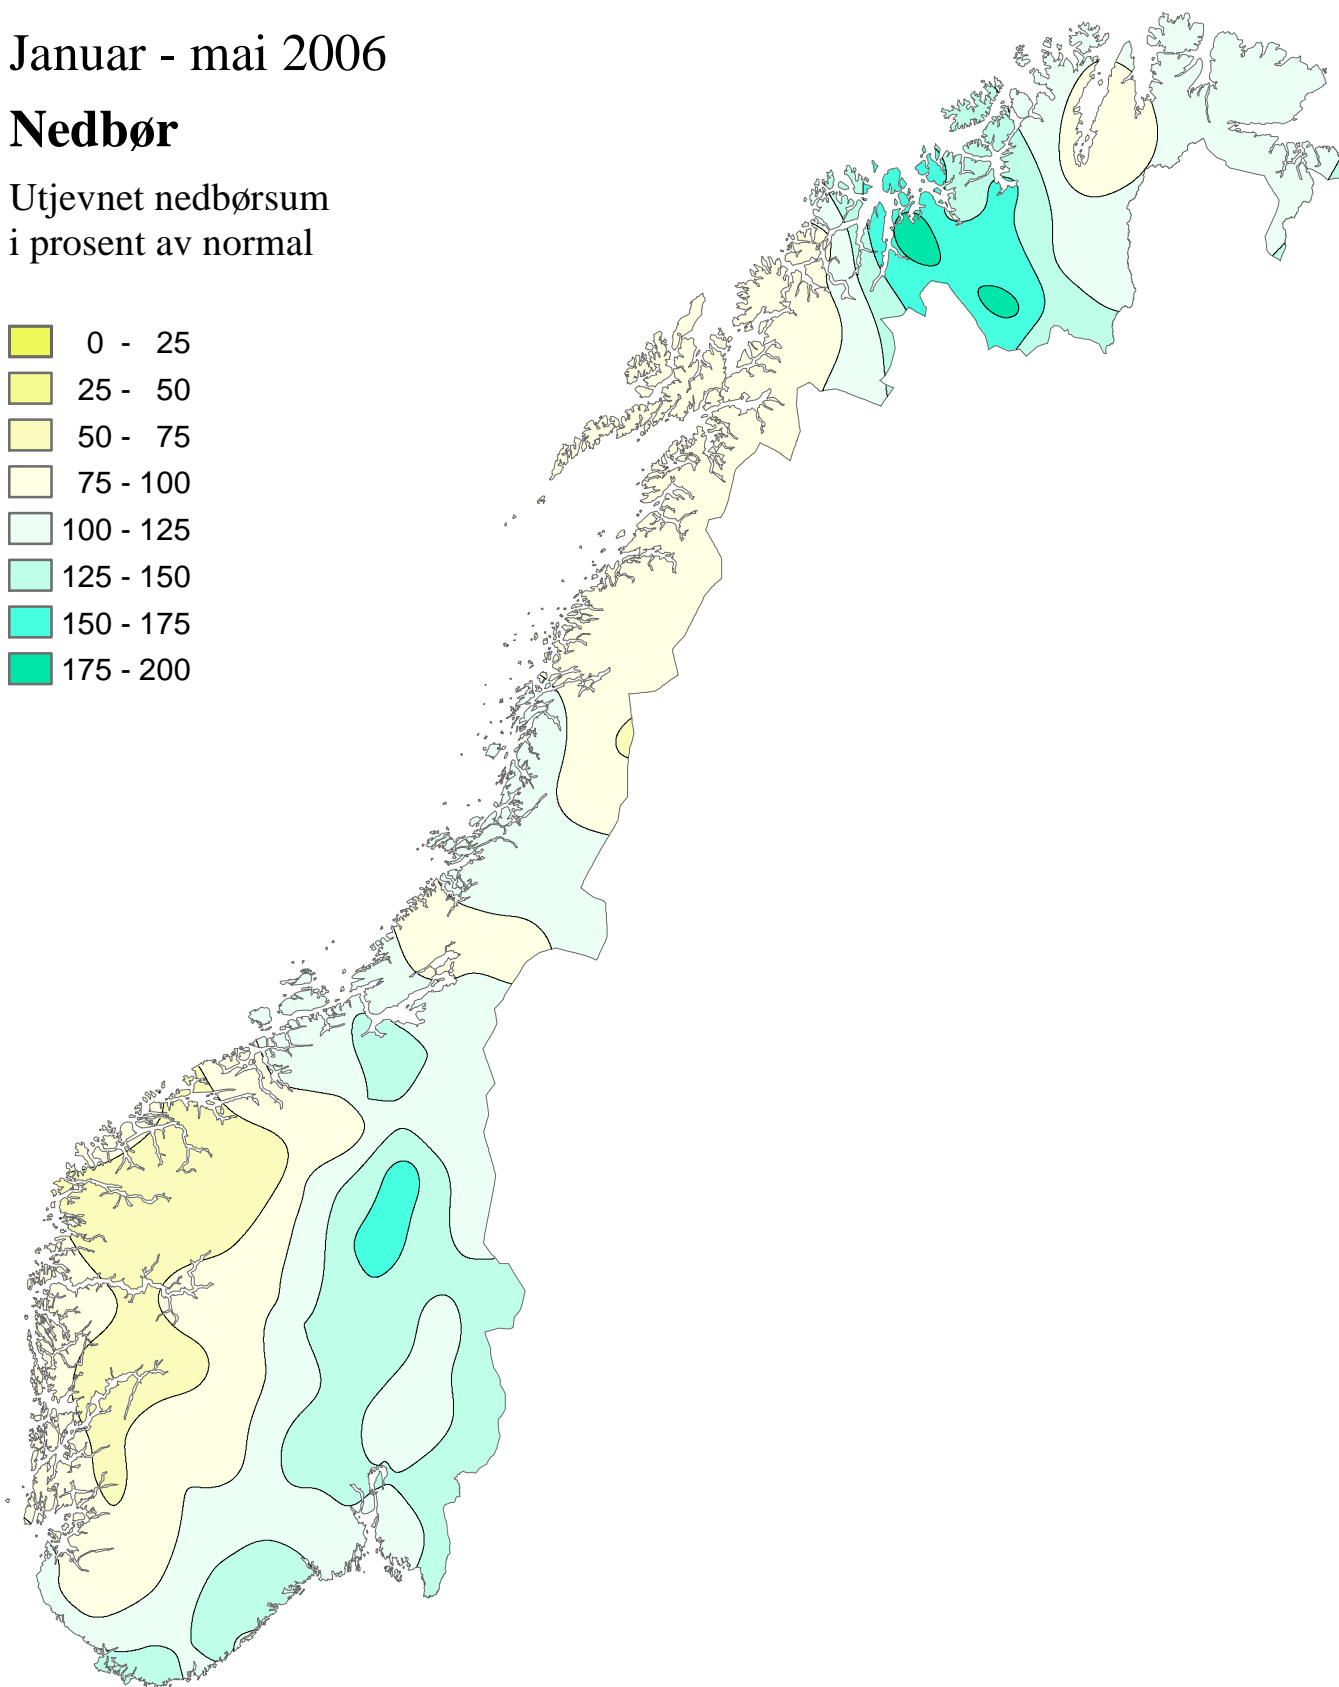 Januar - mai 2006
Nedbør
Utjevnet nedbørsum
i prosent av normal
0 - 25
25 - 50
50 - 75
75 - 100
100 - 125
125 - 150
150 - 175
175 - 200